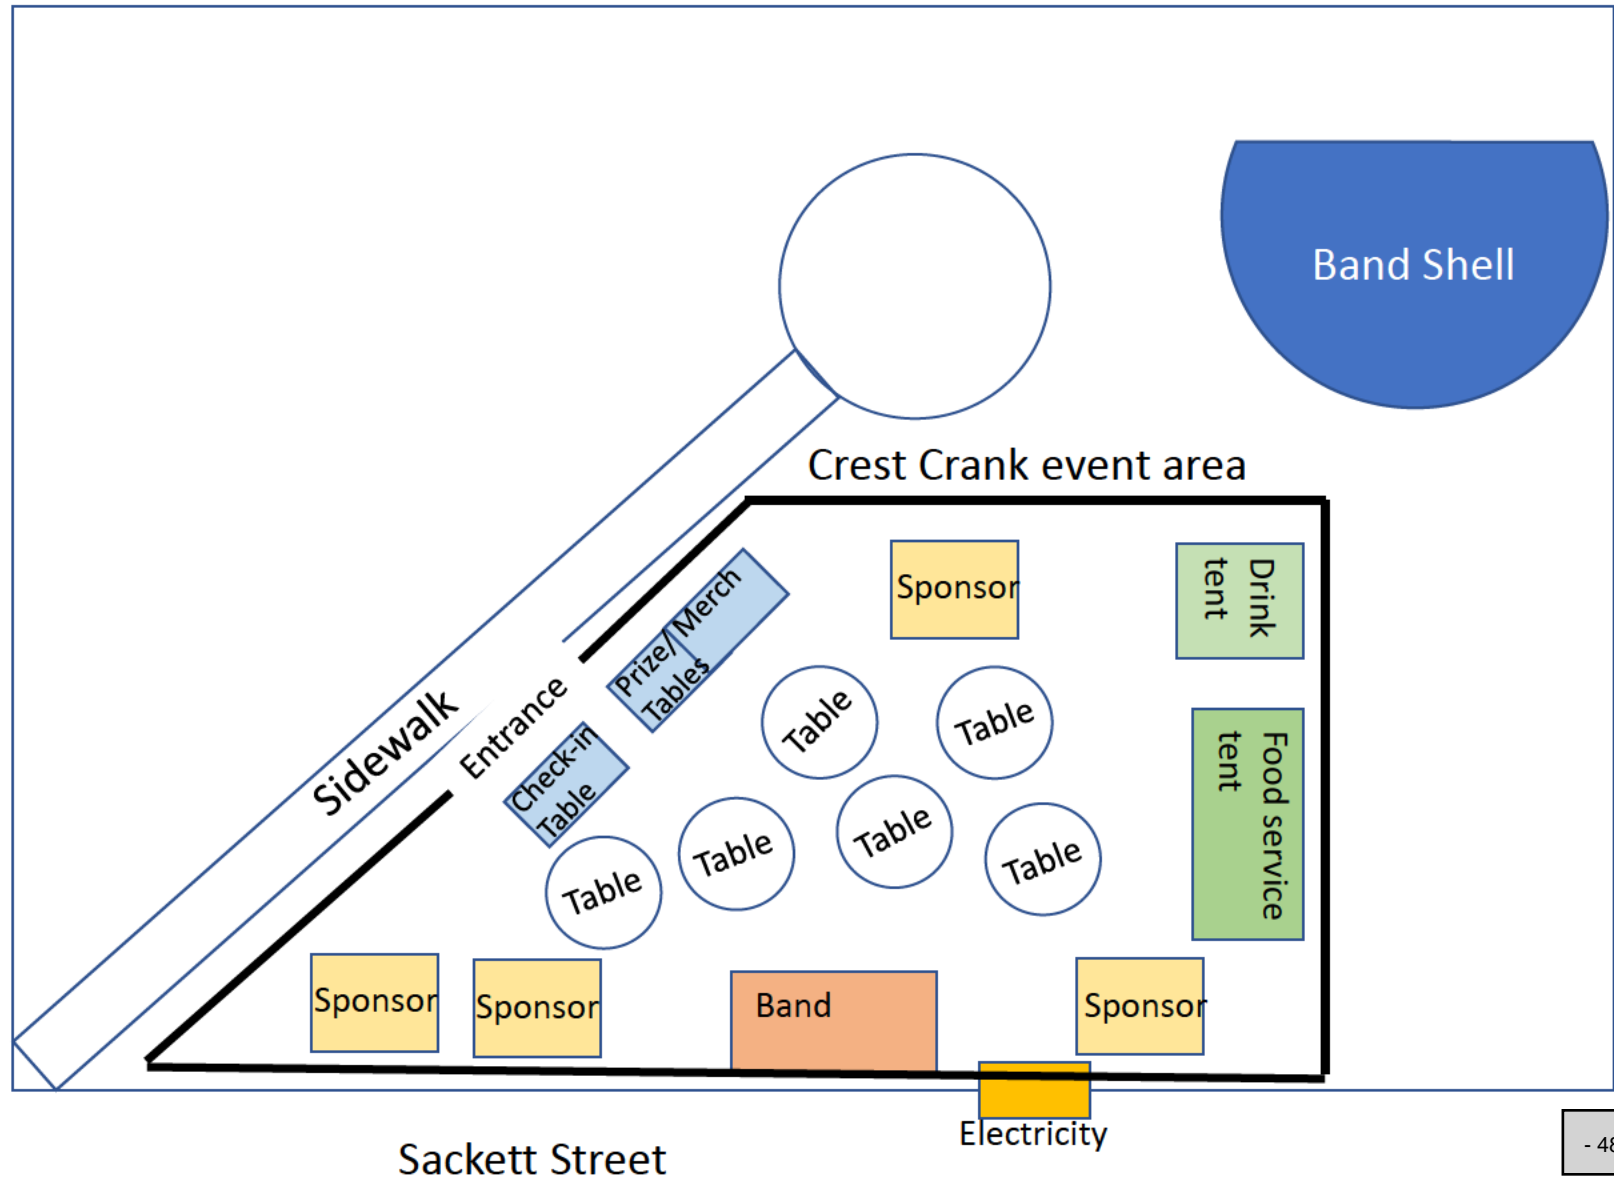 Band Shell
Crest Crank event area
Sponsor
Drink
tent
Prize/ Merch
Tables
Sidewalk
Entrance
Check-in
Table
Table
Table
Table
Table
Table
Table
Food service
tent
Sponsor
Sponsor
Band
Sponsor
Electricity
Sackett Street
- 48